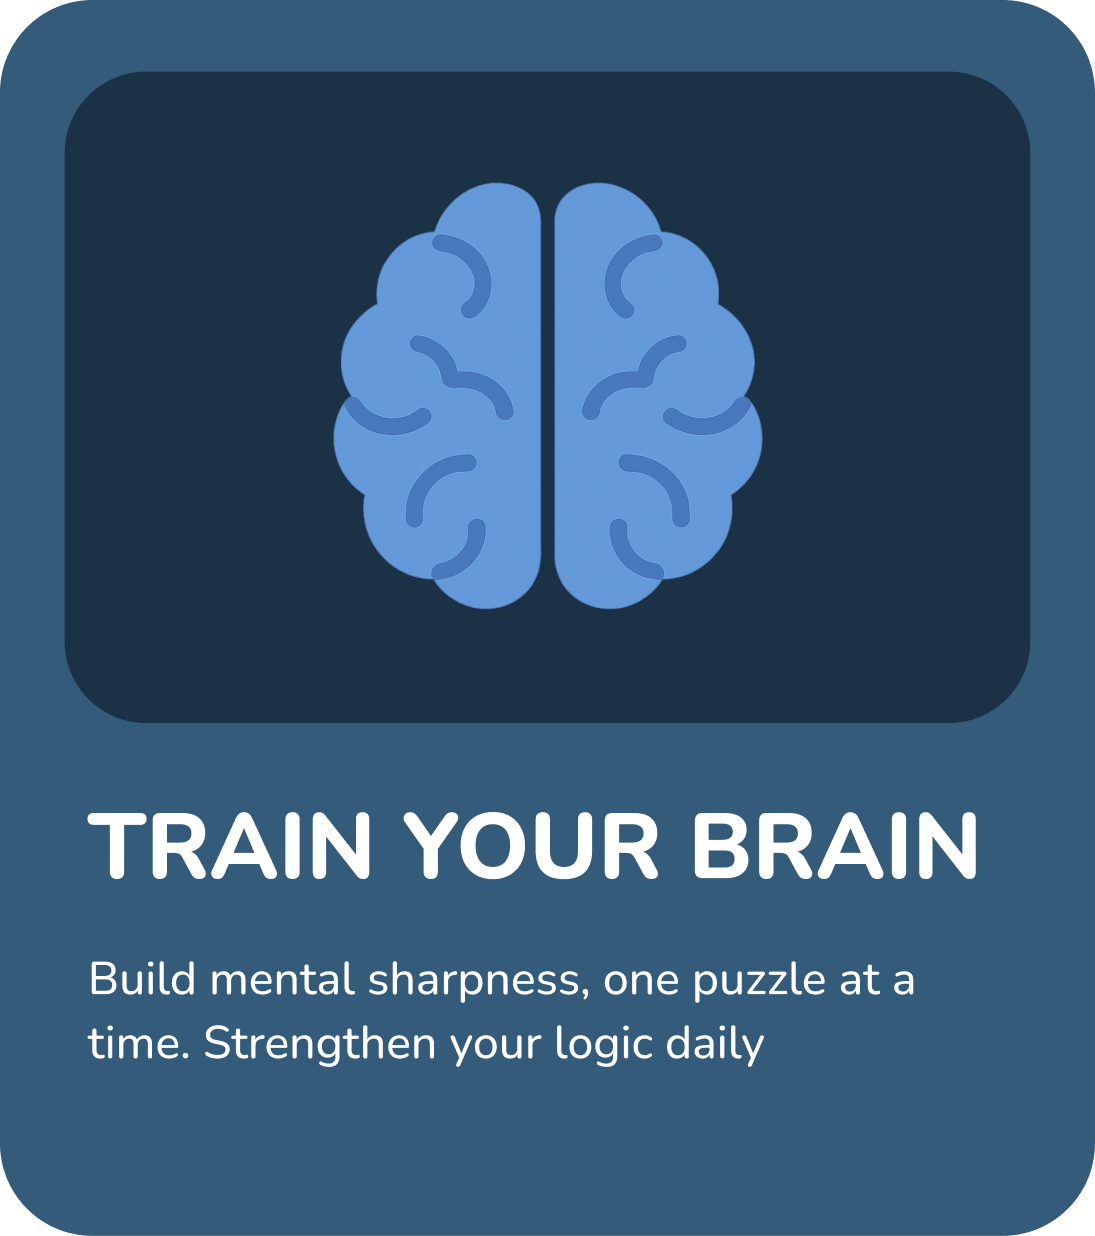 TRAIN YOUR BRAIN
Build mental sharpness, one puzzle at a
time. Strengthen your logic daily